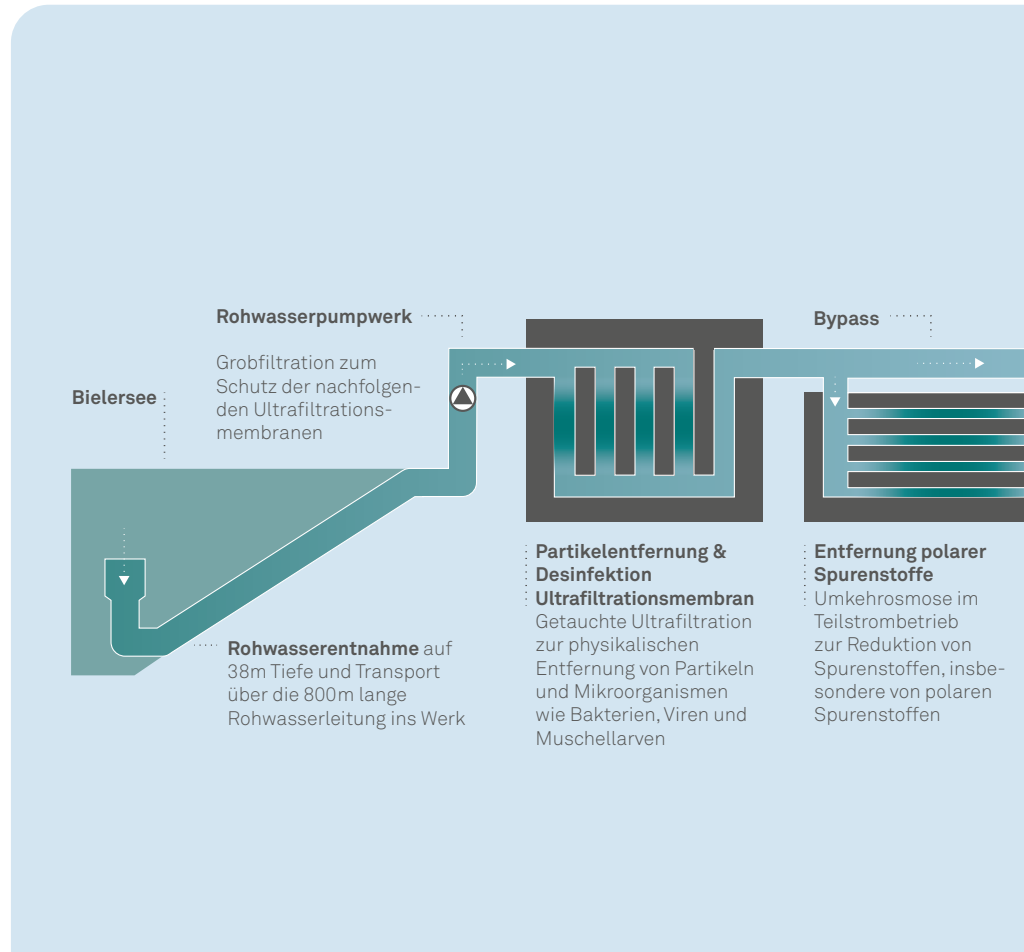 Rohwasserpumpwerk
Grobfiltration zum
Schutz der nachfolgen-
den Ultrafiltrations-
membranen
Bielersee
Bypass
Rohwasserentnahme auf
38m Tiefe und Transport
über die 800m lange
Rohwasserleitung ins Werk
Partikelentfernung &
Desinfektion
Ultrafiltrationsmembran
Getauchte Ultrafiltration
zur physikalischen
Entfernung von Partikeln
und Mikroorganismen
wie Bakterien, Viren und
Muschellarven
Entfernung polarer
Spurenstoffe
Umkehrosmose im
Teilstrombetrieb
zur Reduktion von
Spurenstoffen, insbe-
sondere von polaren
Spurenstoffen